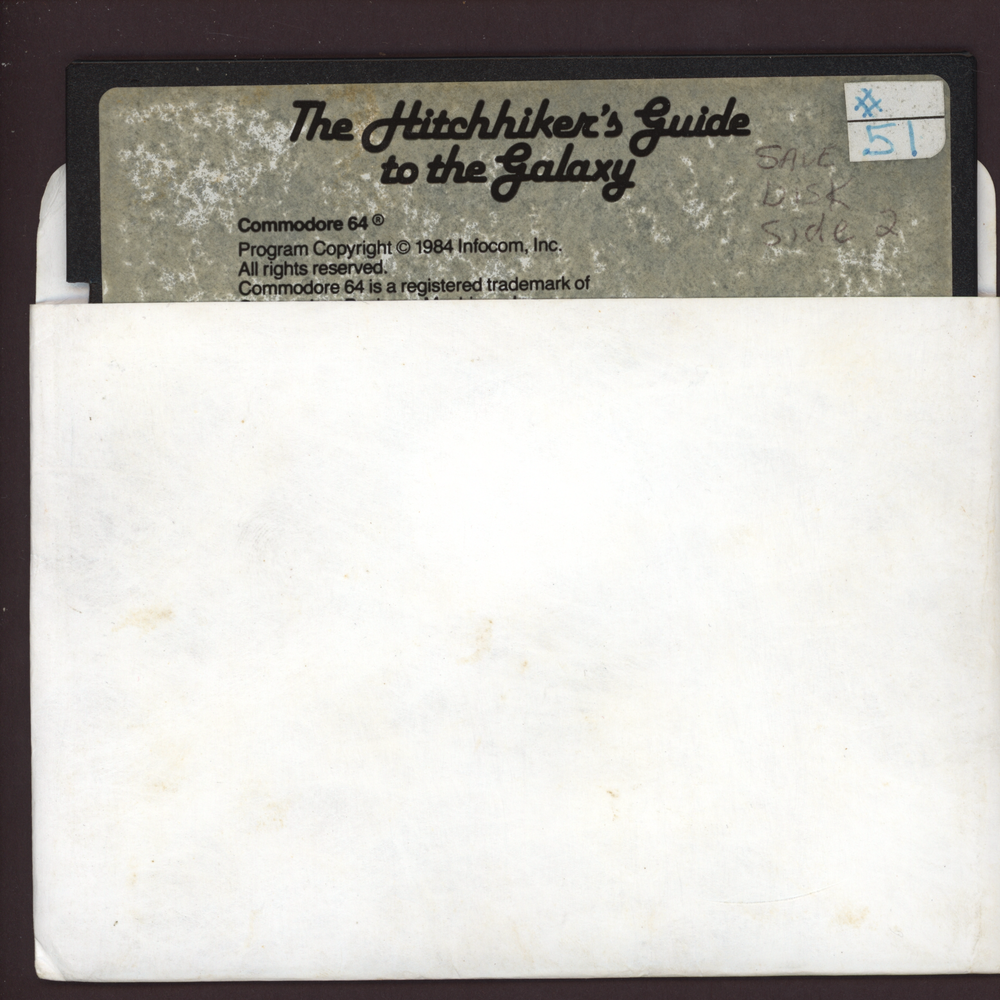 The Hitchhiker's Guide
to the Galaxy
#
51
SAVE
Disk
Side 2
Commodore 64®
Program Copyright © 1984 Infocom, Inc.
All rights reserved.
Commodore 64 is a registered trademark of